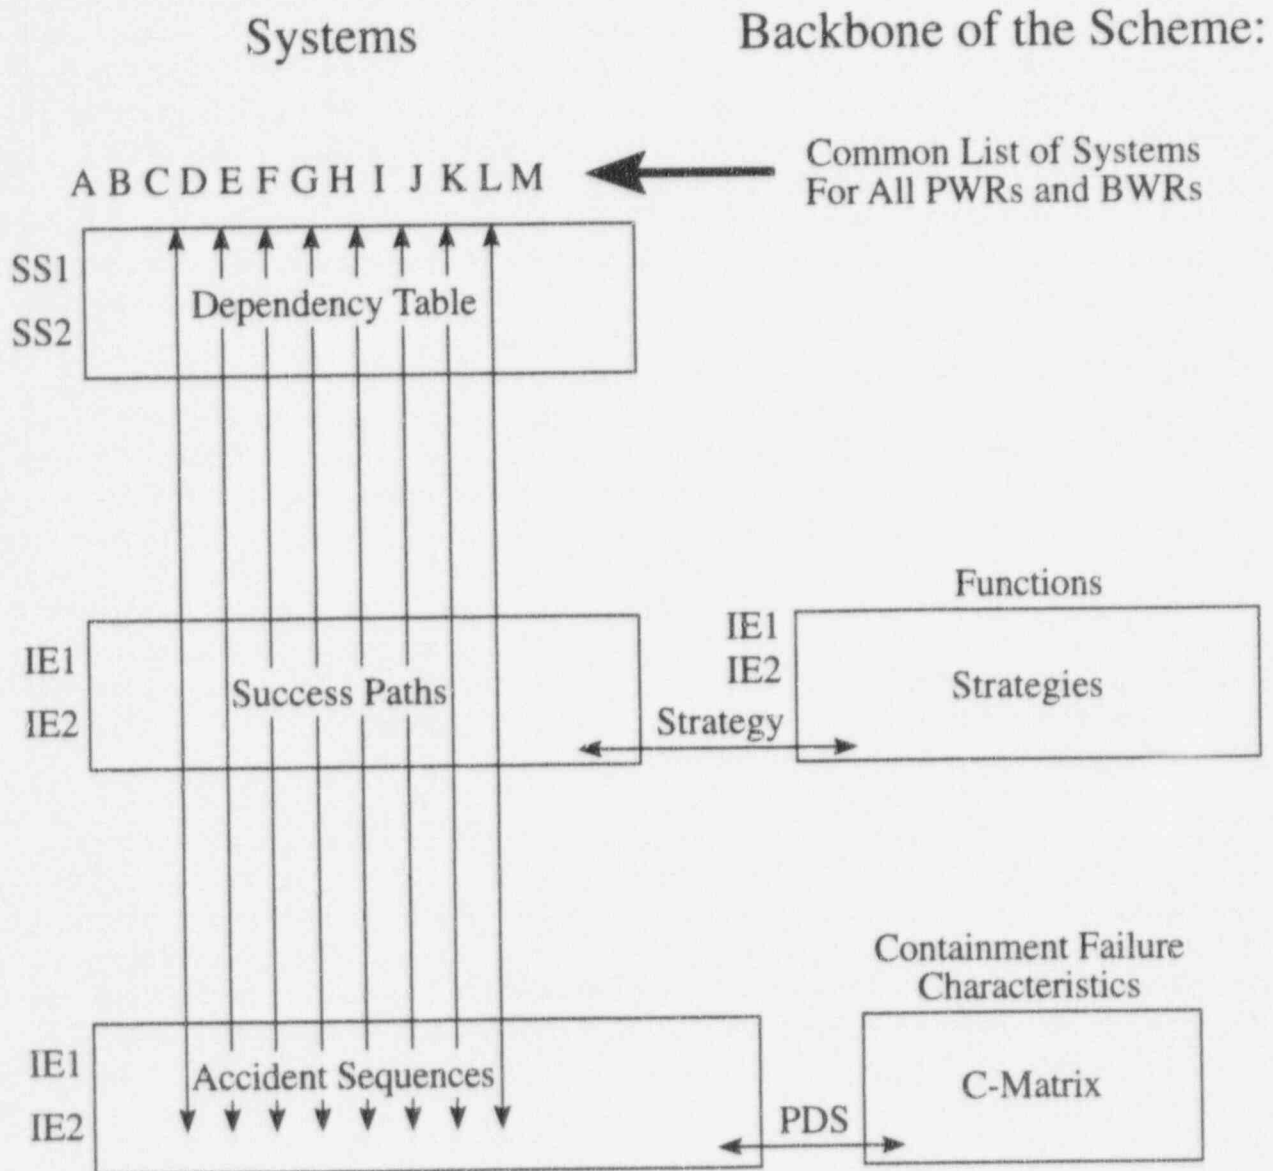 Systems
Backbone of the Scheme:
A B C D E F G H I J K L M
Common List of Systems
For All PWRs and BWRs
SS1
Dependency Table
SS2
Functions
IE1
IE2
Strategies
IE1
Success Paths
IE2
Strategy
Containment Failure
Characteristics
IE1
Accident Sequences
IE2
C-Matrix
PDS